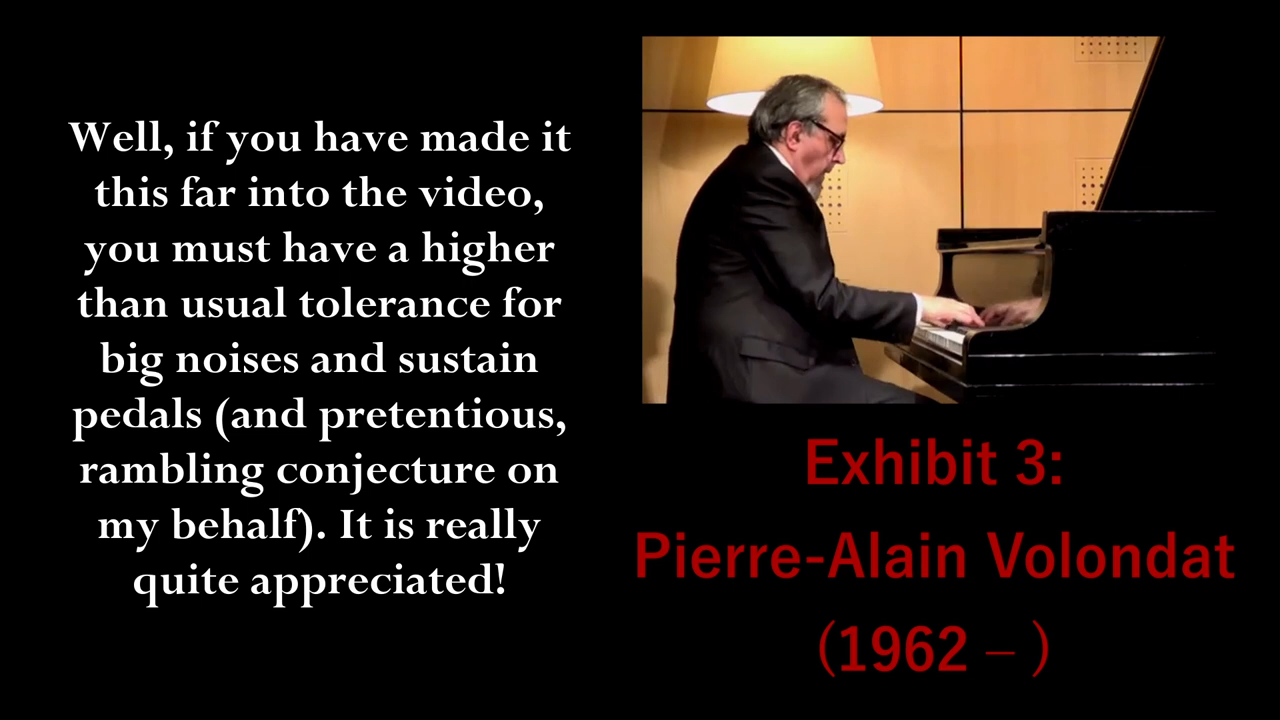 Well, if you have made it
this far into the video,
you must have a higher
than usual tolerance for
big noises and sustain
pedals (and pretentious,
rambling conjecture on
my behalf). It is really
quite appreciated!
Exhibit 3:
Pierre-Alain Volondat
(1962 – )